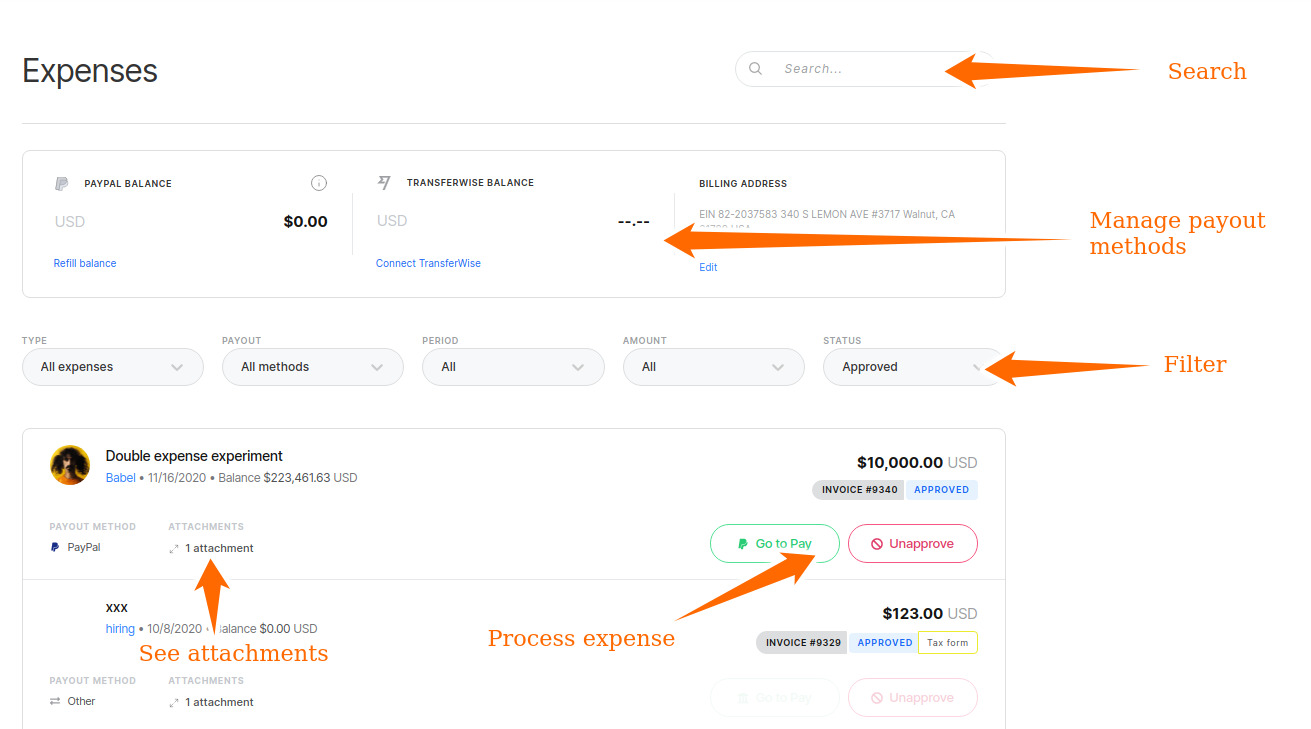 Expenses
Search...
Search
PAYPAL BALANCE
TRANSFERWISE BALANCE
BILLING ADDRESS
USD $0.00
USD --.--
EIN 82-2037583 340 S LEMON AVE #3717 Walnut, CA
Manage payout
methods
Refill balance
Connect TransferWise
Edit
TYPE
PAYOUT
PERIOD
AMOUNT
STATUS
All expenses
All methods
All
All
Approved
Filter
Double expense experiment
Babel • 11/16/2020 • Balance $223,461.63 USD
$10,000.00 USD
INVOICE #9340 APPROVED
PAYOUT METHOD
ATTACHMENTS
PayPal
1 attachment
Go to Pay
Unapprove
xxx
hiring • 10/8/2020 • Balance $0.00 USD
$123.00 USD
INVOICE #9329 APPROVED Tax form
Process expense
See attachments
PAYOUT METHOD
ATTACHMENTS
Other
1 attachment
Go to Pay
Unapprove